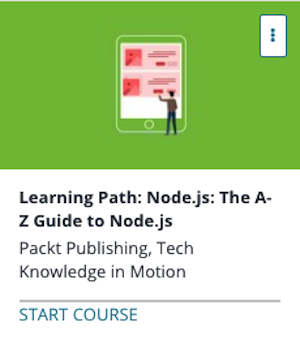 Learning Path: Node.js: The A-
Z Guide to Node.js
Packt Publishing, Tech
Knowledge in Motion
START COURSE